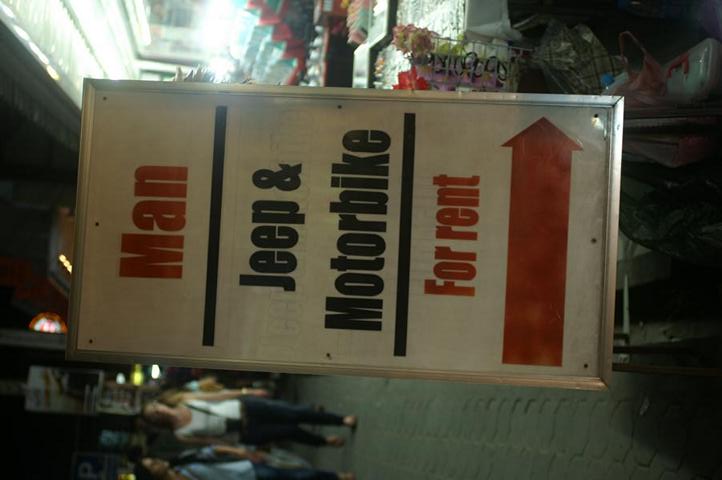 Man
Jeep &
Motorbike
For rent